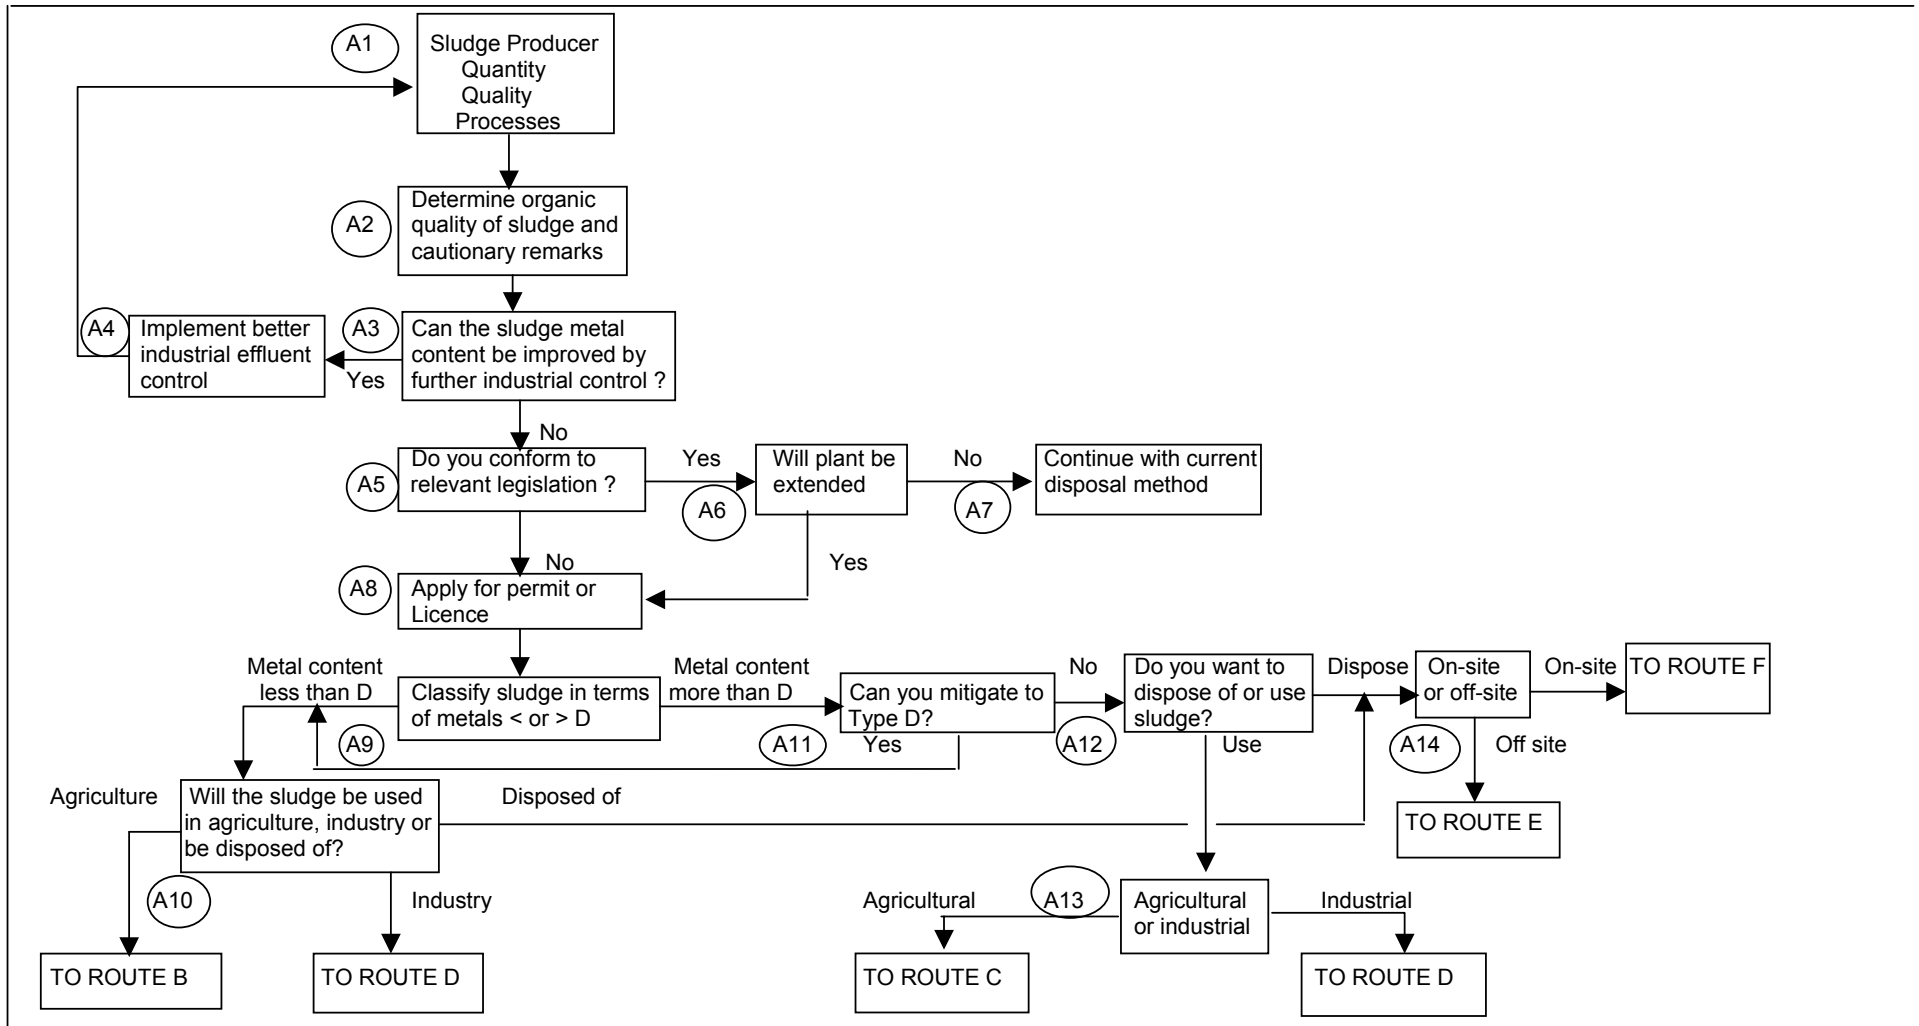 A1
Sludge Producer
Quantity
Quality
Processes
A2
Determine organic
quality of sludge and
cautionary remarks
A4
Implement better
industrial effluent
control
A3
Yes
Can the sludge metal
content be improved by
further industrial control ?
No
A5
Do you conform to
relevant legislation ?
Yes
A6
Will plant be
extended
No
A7
Continue with current
disposal method
No
Yes
A8
Apply for permit or
Licence
Metal content
less than D
A9
Classify sludge in terms
of metals < or > D
Metal content
more than D
A11
Can you mitigate to
Type D?
Yes
No
A12
Do you want to
dispose of or use
sludge?
Use
Dispose
On-site
or off-site
A14
On-site
TO ROUTE F
Off site
TO ROUTE E
Agriculture
Will the sludge be used
in agriculture, industry or
be disposed of?
Disposed of
A10
Industry
TO ROUTE B
TO ROUTE D
Agricultural
A13
Agricultural
or industrial
Industrial
TO ROUTE C
TO ROUTE D